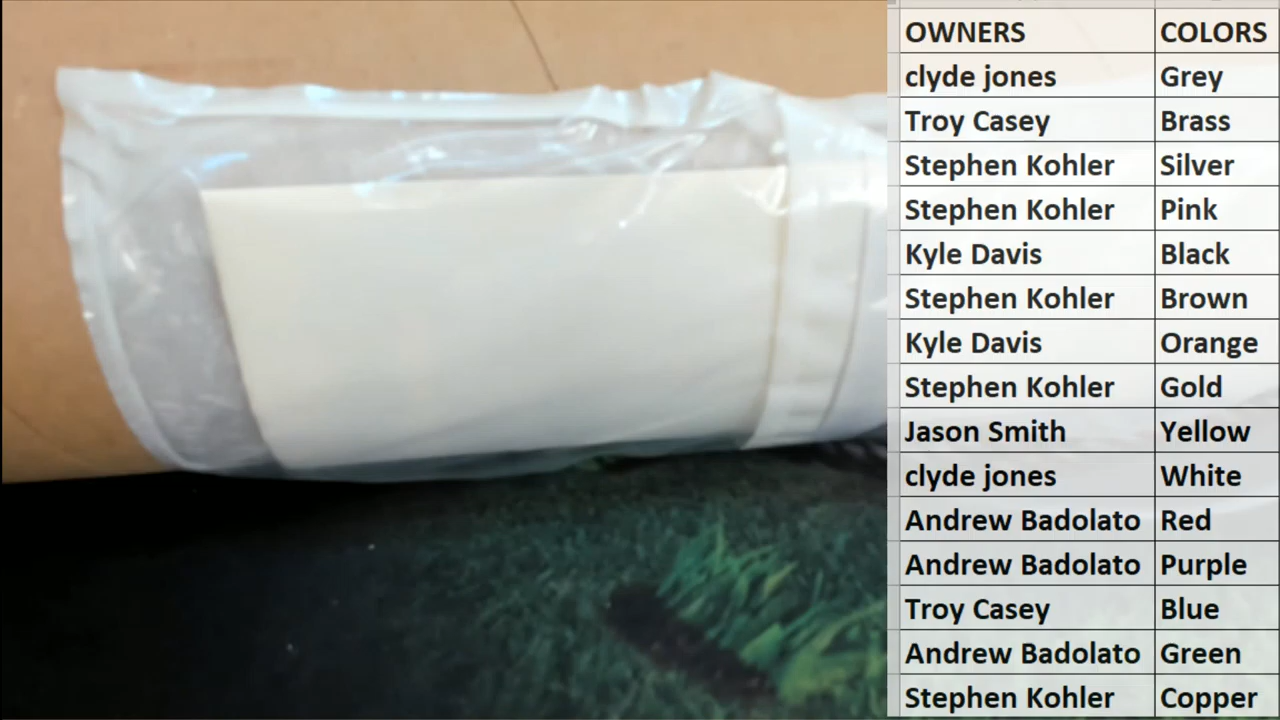 OWNERS COLORS
clyde jones Grey
Troy Casey Brass
Stephen Kohler Silver
Stephen Kohler Pink
Kyle Davis Black
Stephen Kohler Brown
Kyle Davis Orange
Stephen Kohler Gold
Jason Smith Yellow
clyde jones White
Andrew Badolato Red
Andrew Badolato Purple
Troy Casey Blue
Andrew Badolato Green
Stephen Kohler Copper